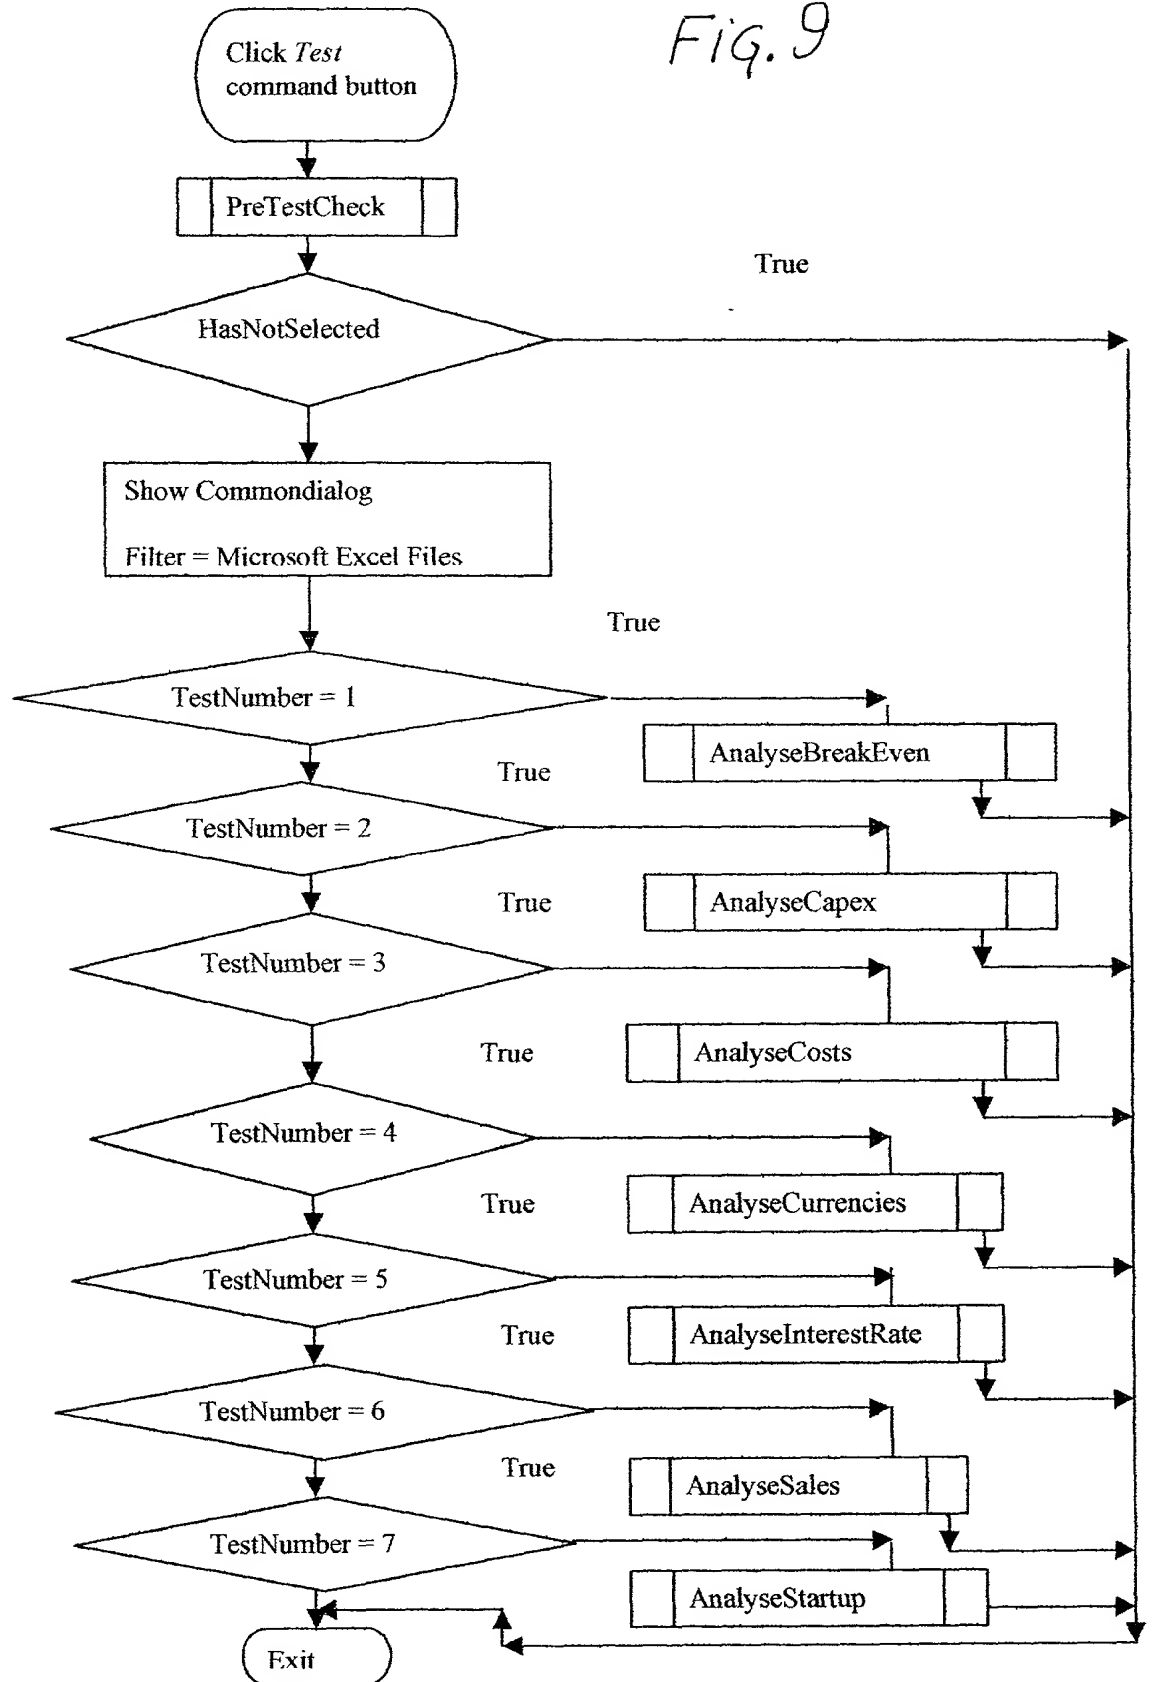 Fig. 9
Click Test
command button
PreTestCheck
True
HasNotSelected
Show Commondialog
Filter = Microsoft Excel Files
True
TestNumber = 1
AnalyseBreakEven
True
TestNumber = 2
True
AnalyseCapex
TestNumber = 3
True
AnalyseCosts
TestNumber = 4
True
AnalyseCurrencies
TestNumber = 5
True
AnalyseInterestRate
TestNumber = 6
True
AnalyseSales
TestNumber = 7
AnalyseStartup
Exit